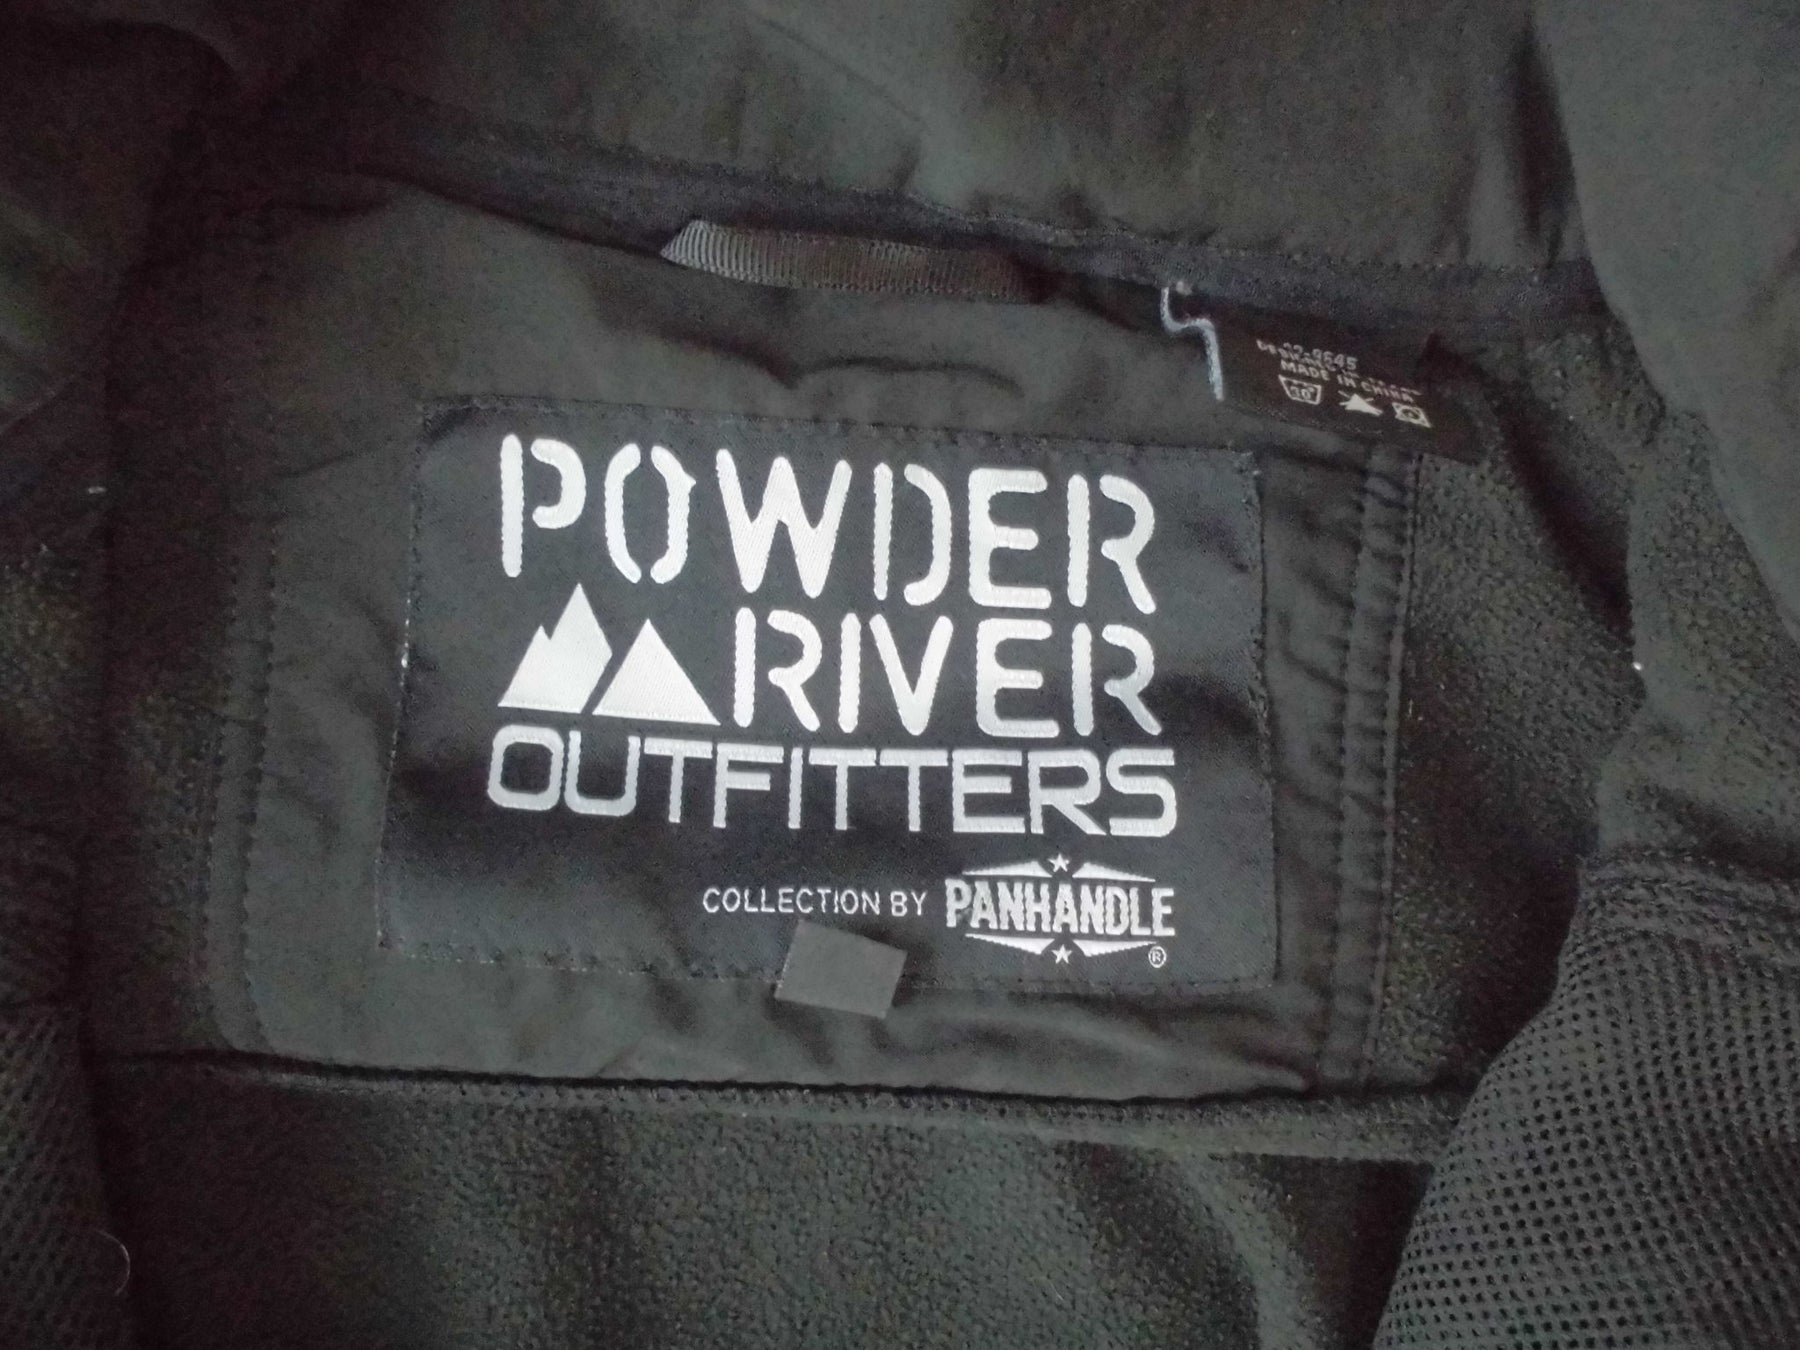 POWDER
RIVER
OUTFITTERS
COLLECTION BY PANHANDLE
®
MADE IN CHINA